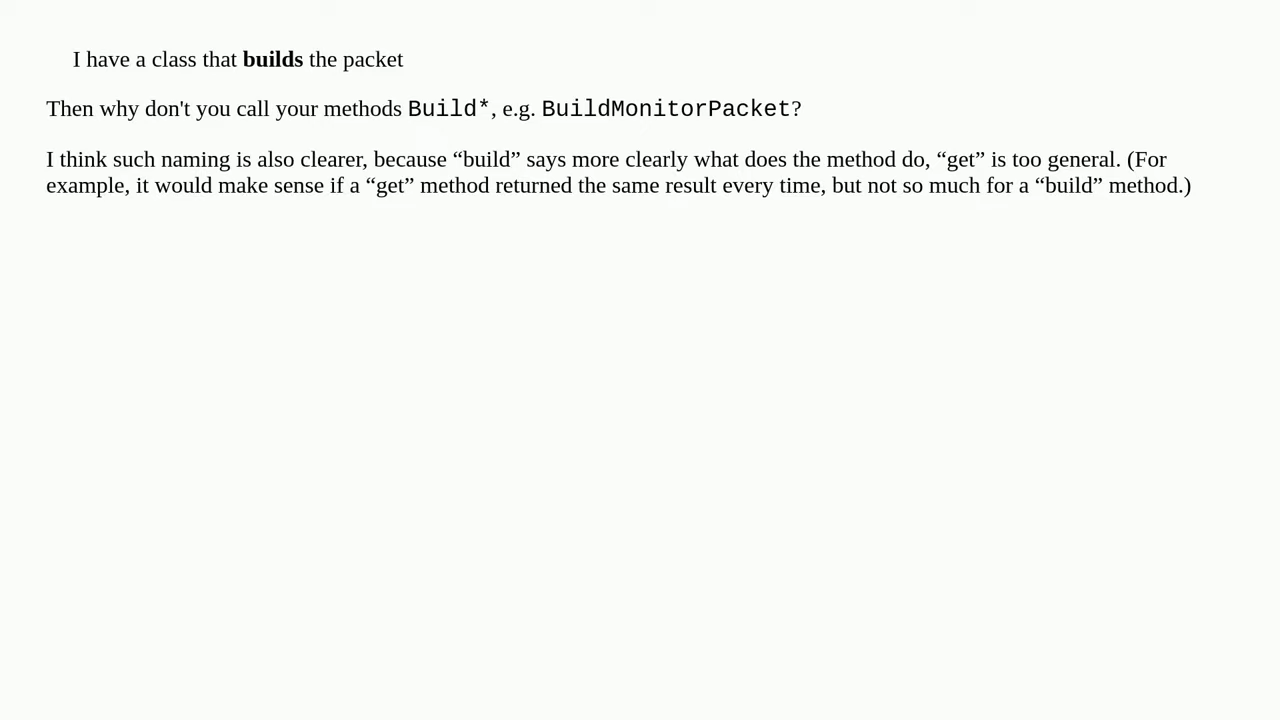 I have a class that builds the packet
Then why don't you call your methods Build*, e.g. BuildMonitorPacket?
I think such naming is also clearer, because “build” says more clearly what does the method do, “get” is too general. (For
example, it would make sense if a “get” method returned the same result every time, but not so much for a “build” method.)